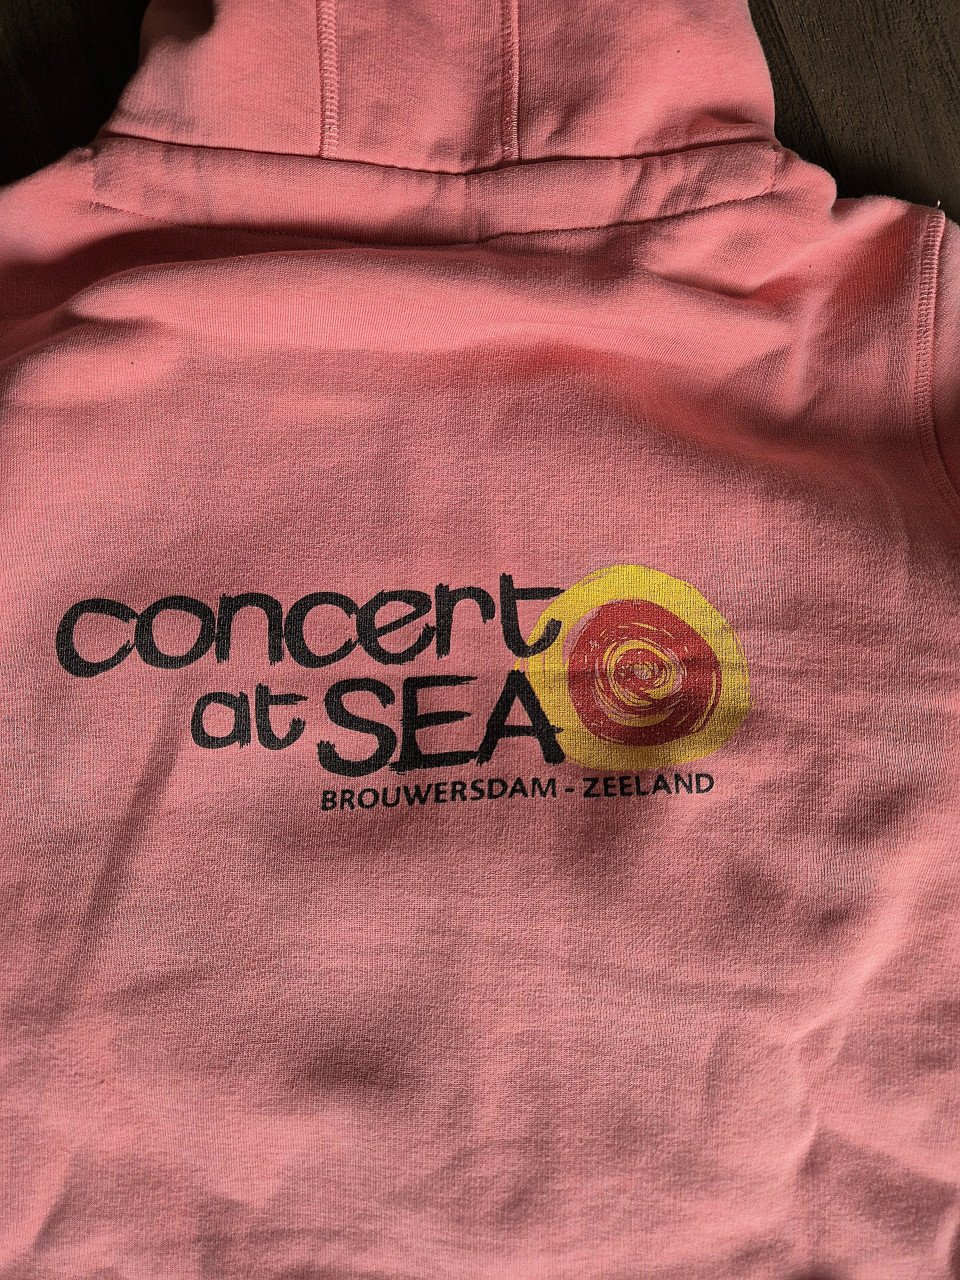 concert
at SEA
BROUWERSDAM - ZEELAND